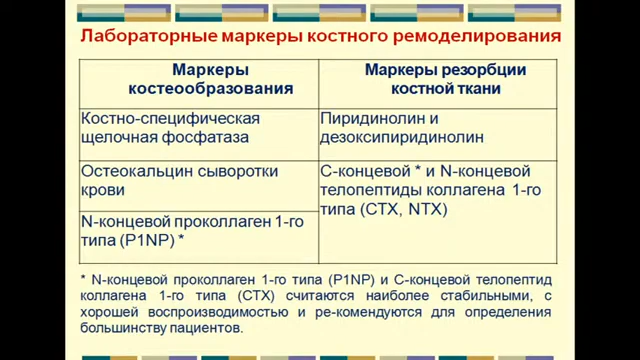 Лабораторные маркеры костного ремоделирования
Маркеры
костеобразования
Маркеры резорбции
костной ткани
Костно-специфическая
щелочная фосфатаза
Пиридинолин и
дезоксипиридинолин
Остеокальцин сыворотки
крови
С-концевой * и N-концевой
телопептиды коллагена 1-го
типа (СТХ, NTX)
N-концевой проколлаген 1-го
типа (P1NP) *
* N-концевой проколлаген 1-го типа (P1NP) и С-концевой телопептид
коллагена 1-го типа (СТХ) считаются наиболее стабильными, с
хорошей воспроизводимостью и ре-комендуются для определения
большинству пациентов.